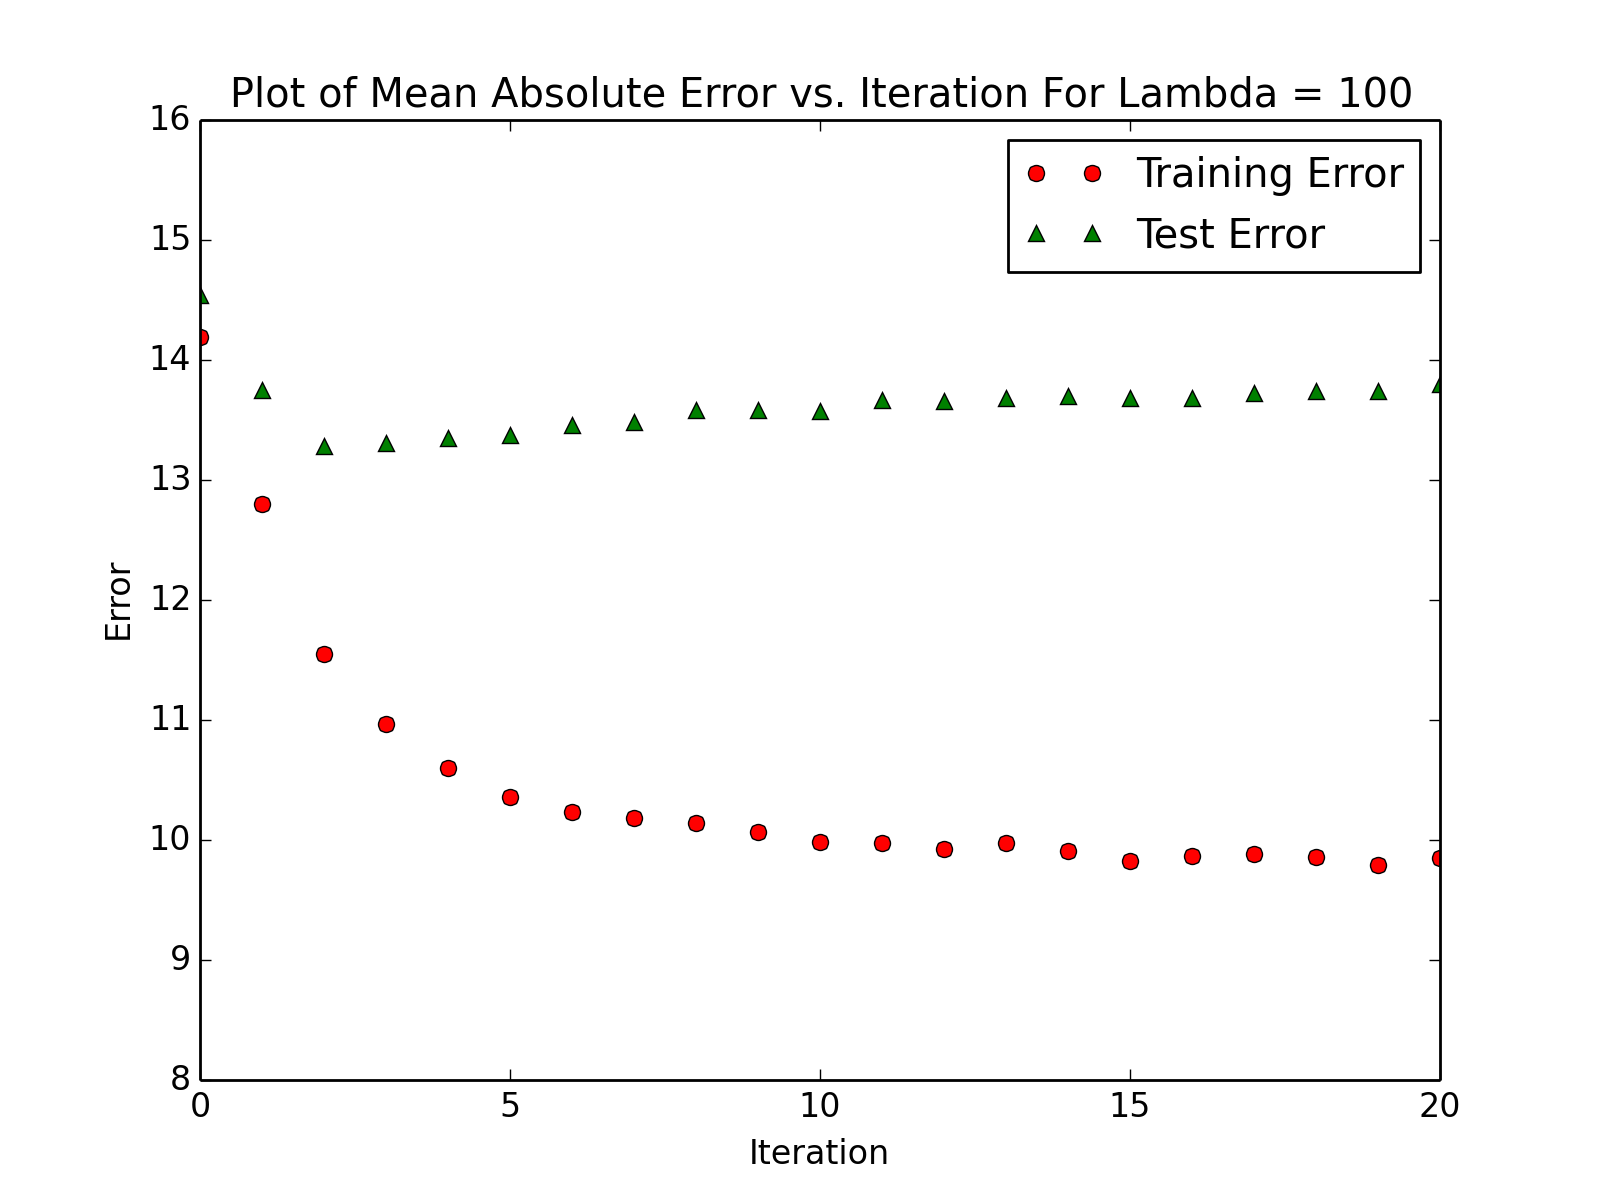 Plot of Mean Absolute Error vs. Iteration For Lambda = 100
16
15
14
13
12
11
10
9
8
Error
Training Error
Test Error
0 5 10 15 20
Iteration